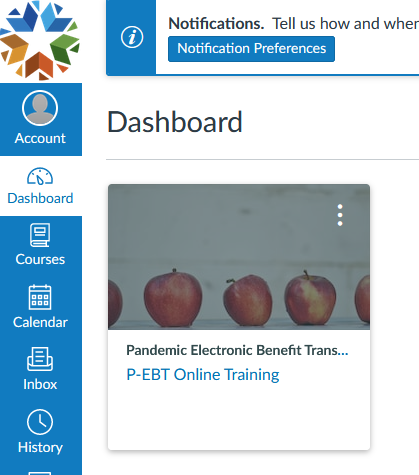 Notifications. Tell us how and when
Notification Preferences
Account
Dashboard
Dashboard
Courses
Calendar
Inbox
History
Pandemic Electronic Benefit Trans...
P-EBT Online Training